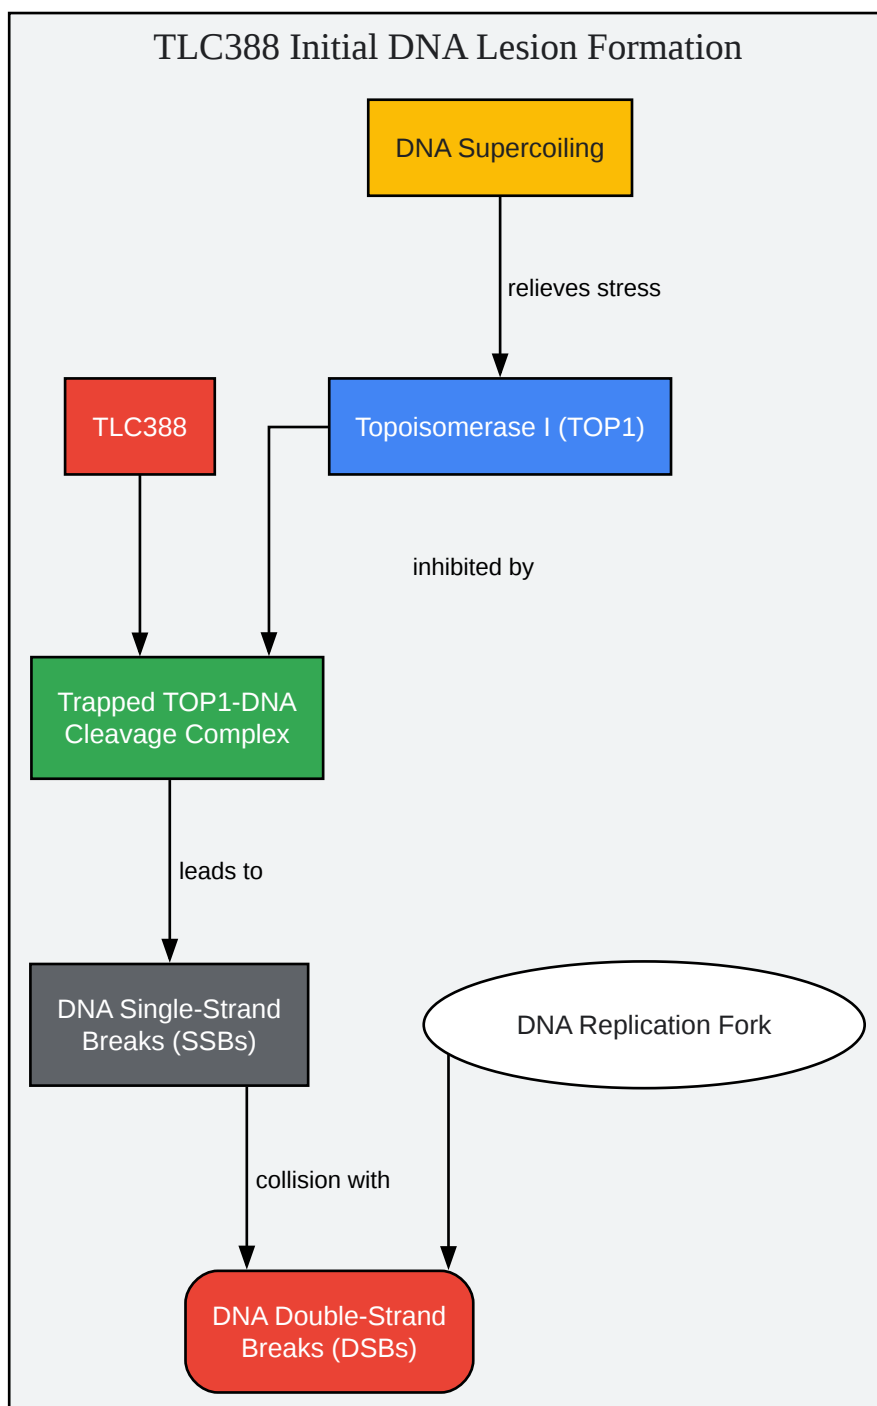 TLC388 Initial DNA Lesion Formation
DNA Supercoiling
relieves stress
TLC388
Topoisomerase I (TOP1)
inhibited by
Trapped TOP1-DNA
Cleavage Complex
leads to
DNA Single-Strand
Breaks (SSBs)
DNA Replication Fork
collision with
DNA Double-Strand
Breaks (DSBs)